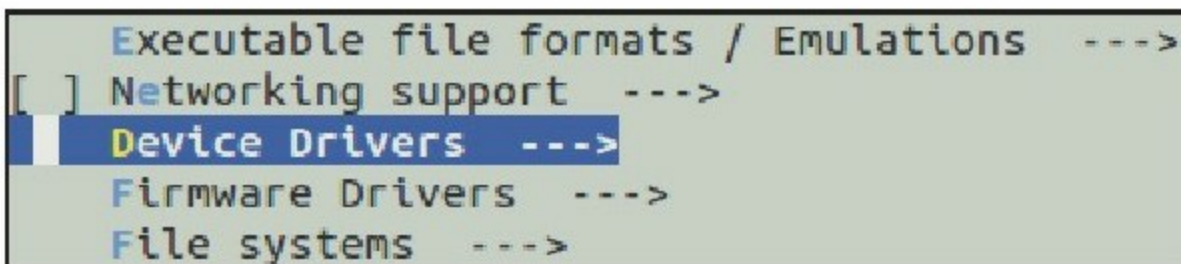 Executable file formats / Emulations --->
[ ] Networking support --->
Device Drivers --->
Firmware Drivers --->
File systems --->